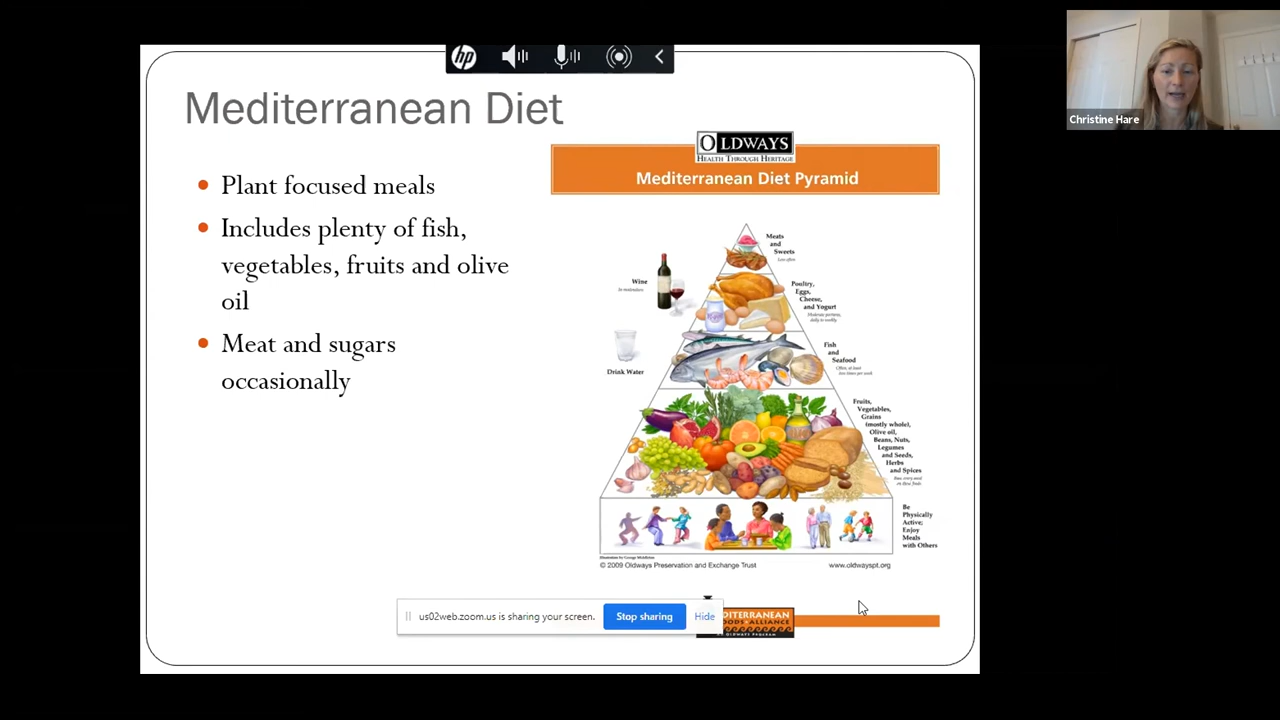 hp
Christine Hare
Mediterranean Diet
Plant focused meals
Includes plenty of fish,
vegetables, fruits and olive
oil
Meat and sugars
occasionally
OLDWAYS
HEALTH THROUGH HERITAGE
Mediterranean Diet Pyramid
Meats
and
Sweets
Less often
Wine
In moderation
Poultry,
Eggs,
Cheese,
and Yogurt
Moderate portions,
daily to weekly
Drink Water
Fish
and
Seafood
Often, at least
two times per week
Fruits,
Vegetables,
Grains
(mostly whole),
Olive oil,
Beans, Nuts,
Legumes
and Seeds,
Herbs
and Spices
Base every meal
on these foods
Be
Physically
Active;
Enjoy
Meals
with Others
Illustration by George Middleton
© 2009 Oldways Preservation and Exchange Trust
www.oldwayspt.org
us02web.zoom.us is sharing your screen.
Stop sharing
Hide